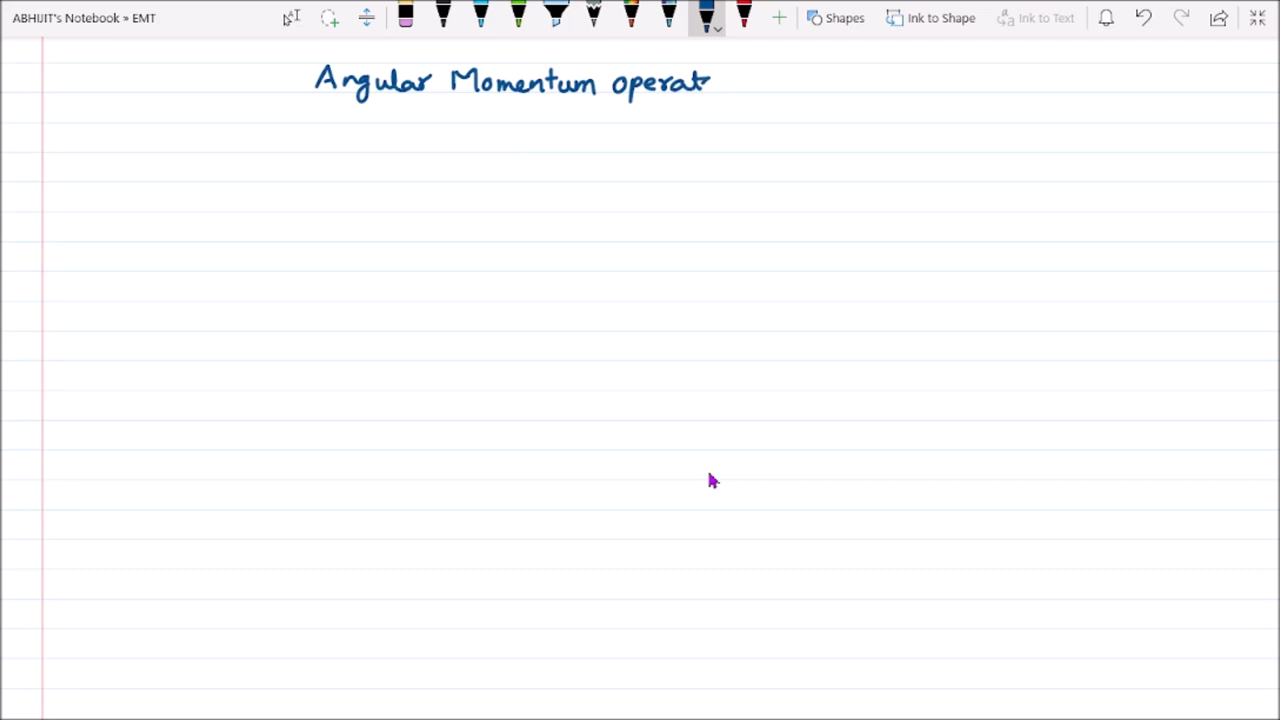 ABHIJIT's Notebook » EMT
Shapes
Ink to Shape
Ink to Text
Angular Momentum operat